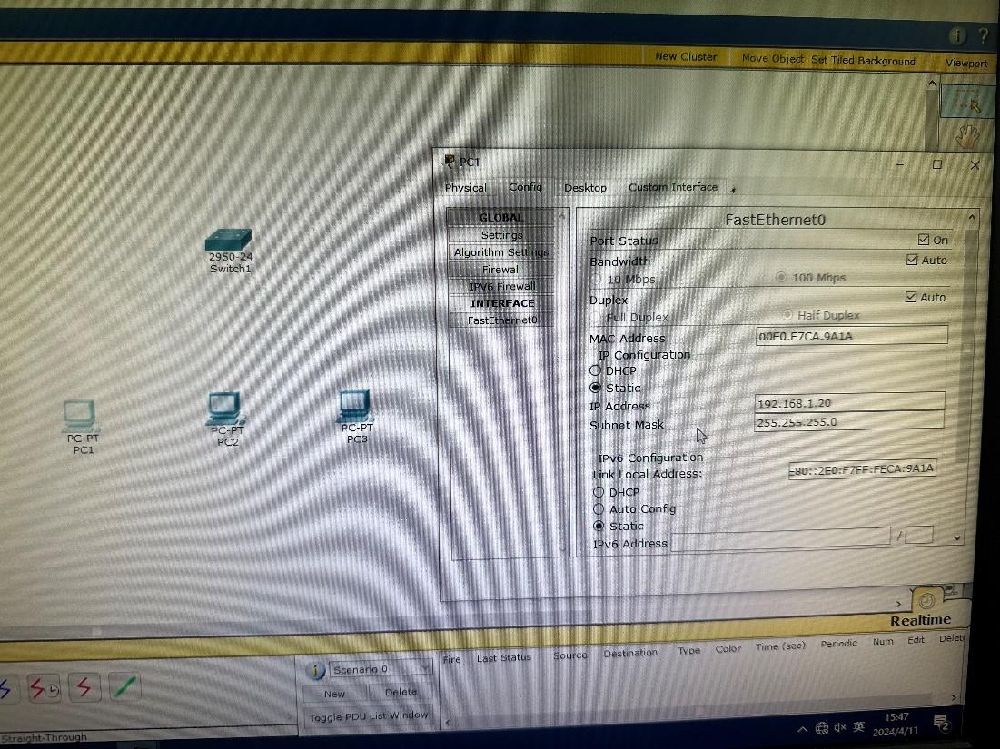 New Cluster
Move Object
Set Tiled Background
Viewport
PC1
Physical
Config
Desktop
Custom Interface
GLOBAL
Settings
Algorithm Settings
Firewall
IPV6 Firewall
INTERFACE
FastEthernet0
FastEthernet0
Port Status
On
Bandwidth
Auto
10 Mbps
100 Mbps
Duplex
Auto
Full Duplex
Half Duplex
MAC Address
00E0.F7CA.9A1A
IP Configuration
DHCP
Static
IP Address
192.168.1.20
Subnet Mask
255.255.255.0
IPv6 Configuration
Link Local Address:
E80::2E0:F7FF:FECA:9A1A
DHCP
Auto Config
Static
IPv6 Address
/
2950-24
Switch1
PC-PT
PC1
PC-PT
PC2
PC-PT
PC3
Realtime
Scenario 0
New
Delete
Toggle PDU List Window
Fire
Last Status
Source
Destination
Type
Color
Time (sec)
Periodic
Num
Edit
Delet
Straight-Through
英
15:47
2024/4/11
2